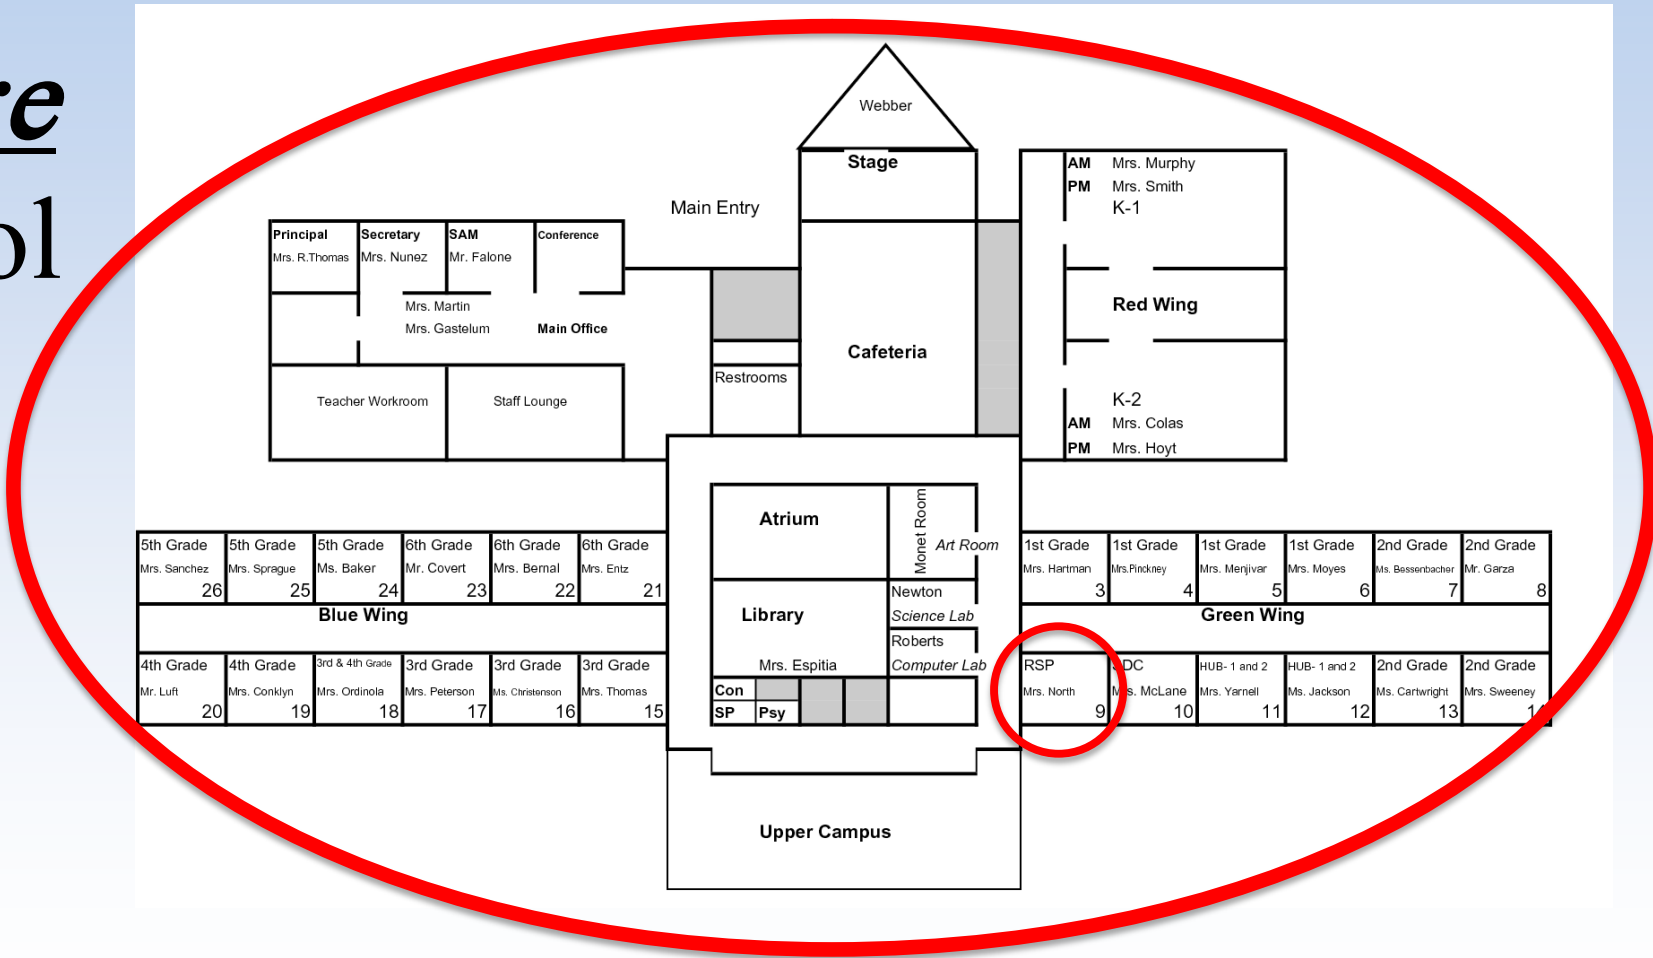 re
ol
Webber
Stage
Main Entry
AM Mrs. Murphy
PM Mrs. Smith
K-1
Principal
Mrs. R.Thomas
Secretary
Mrs. Nunez
SAM
Mr. Falone
Conference
Mrs. Martin
Mrs. Gastelum
Main Office
Red Wing
Cafeteria
Restrooms
Teacher Workroom
Staff Lounge
K-2
AM Mrs. Colas
PM Mrs. Hoyt
Atrium
Monet Room
Art Room
5th Grade
Mrs. Sanchez
26
5th Grade
Mrs. Sprague
25
5th Grade
Ms. Baker
24
6th Grade
Mr. Covert
23
6th Grade
Mrs. Bernal
22
6th Grade
Mrs. Entz
21
Blue Wing
4th Grade
Mr. Luft
20
4th Grade
Mrs. Conklyn
19
3rd & 4th Grade
Mrs. Ordinola
18
3rd Grade
Mrs. Peterson
17
3rd Grade
Ms. Christenson
16
3rd Grade
Mrs. Thomas
15
Library
Mrs. Espitia
Newton
Science Lab
Roberts
Computer Lab
Con
SP
Psy
1st Grade
Mrs. Hartman
3
1st Grade
Mrs.Pinckney
4
1st Grade
Mrs. Menjivar
5
1st Grade
Mrs. Moyes
6
2nd Grade
Ms. Bessenbacher
7
2nd Grade
Mr. Garza
8
Green Wing
RSP
Mrs. North
9
SDC
Mrs. McLane
10
HUB- 1 and 2
Mrs. Yarnell
11
HUB- 1 and 2
Ms. Jackson
12
2nd Grade
Ms. Cartwright
13
2nd Grade
Mrs. Sweeney
14
Upper Campus